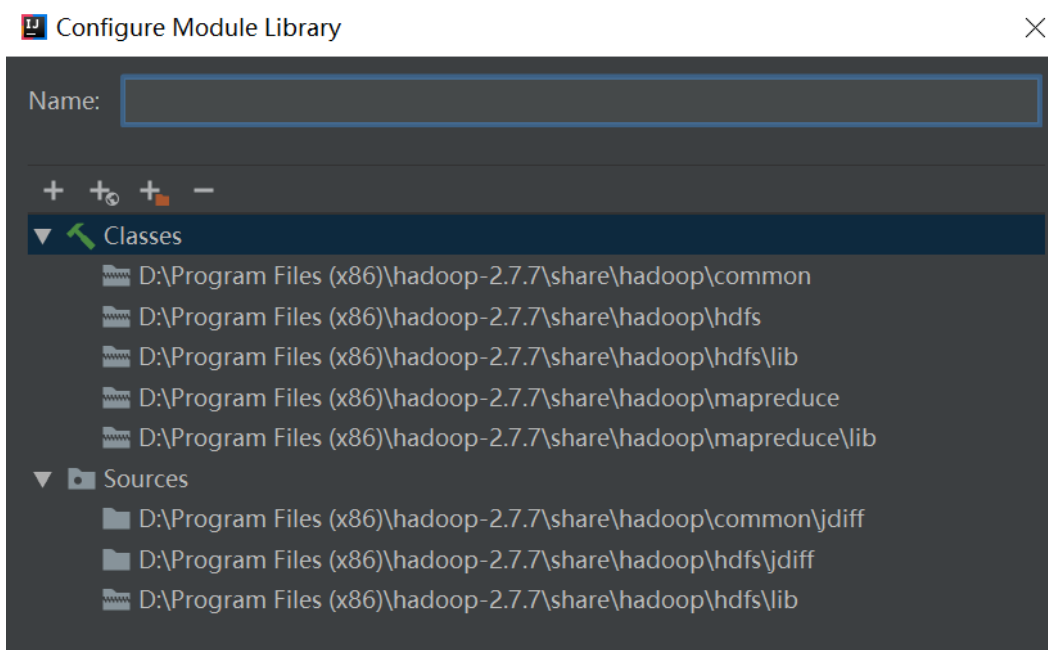 Configure Module Library
Name:
Classes
D:\Program Files (x86)\hadoop-2.7.7\share\hadoop\common
D:\Program Files (x86)\hadoop-2.7.7\share\hadoop\hdfs
D:\Program Files (x86)\hadoop-2.7.7\share\hadoop\hdfs\lib
D:\Program Files (x86)\hadoop-2.7.7\share\hadoop\mapreduce
D:\Program Files (x86)\hadoop-2.7.7\share\hadoop\mapreduce\lib
Sources
D:\Program Files (x86)\hadoop-2.7.7\share\hadoop\common\jdiff
D:\Program Files (x86)\hadoop-2.7.7\share\hadoop\hdfs\jdiff
D:\Program Files (x86)\hadoop-2.7.7\share\hadoop\hdfs\lib